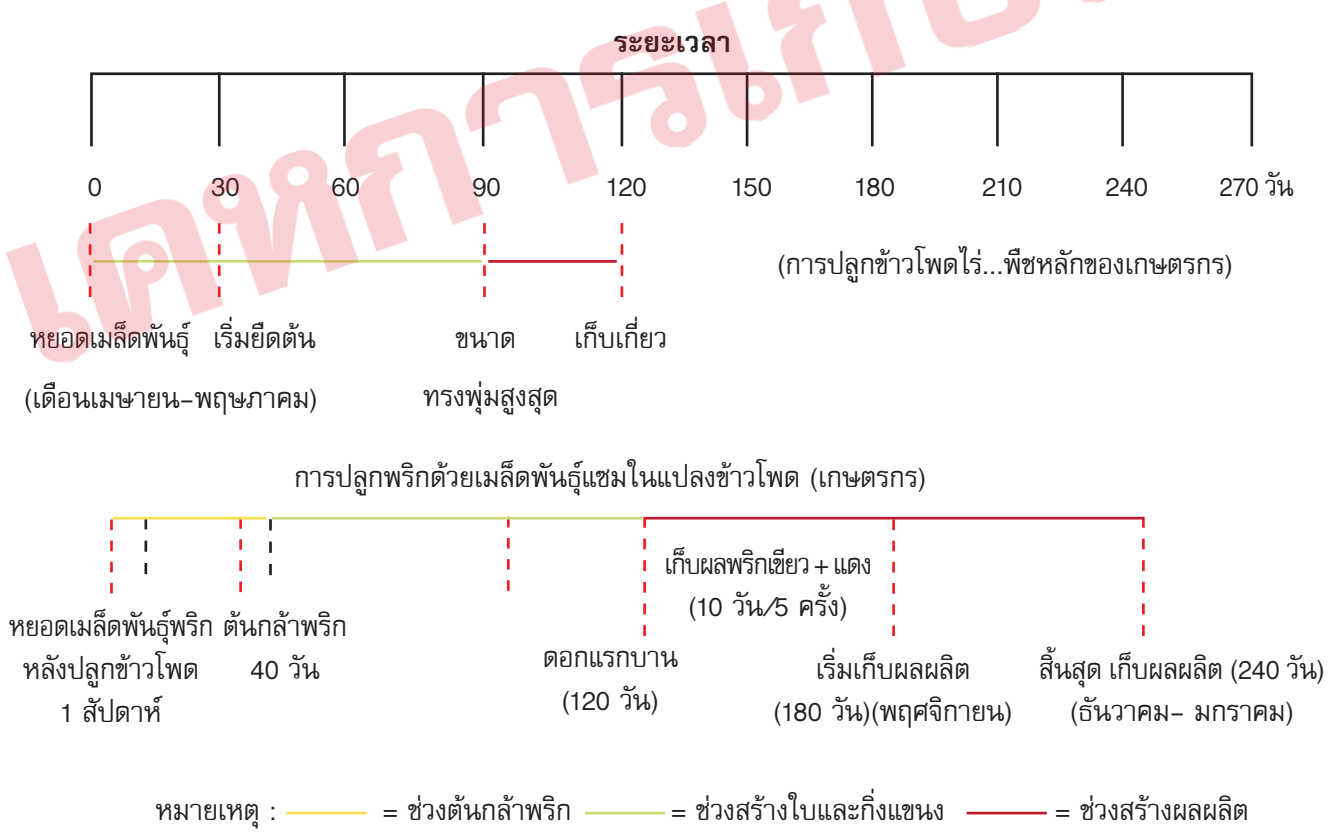 เคหการเกษตร
ระยะเวลา
0 30 60 90 120 150 180 210 240 270 วัน
(การปลูกข้าวโพดไร่...พืชหลักของเกษตรกร)
หยอดเมล็ดพันธุ์ เริ่มยืดต้น ขนาด เก็บเกี่ยว
(เดือนเมษายน–พฤษภาคม) ทรงพุ่มสูงสุด
การปลูกพริกด้วยเมล็ดพันธุ์แซมในแปลงข้าวโพด (เกษตรกร)
เก็บผลพริกเขียว + แดง
(10 วัน/5 ครั้ง)
หยอดเมล็ดพันธุ์พริก ต้นกล้าพริก
หลังปลูกข้าวโพด 40 วัน
1 สัปดาห์
ดอกแรกบาน
(120 วัน)
เริ่มเก็บผลผลิต
(180 วัน)(พฤศจิกายน)
สิ้นสุด เก็บผลผลิต (240 วัน)
(ธันวาคม– มกราคม)
หมายเหตุ : = ช่วงต้นกล้าพริก = ช่วงสร้างใบและกิ่งแขนง = ช่วงสร้างผลผลิต